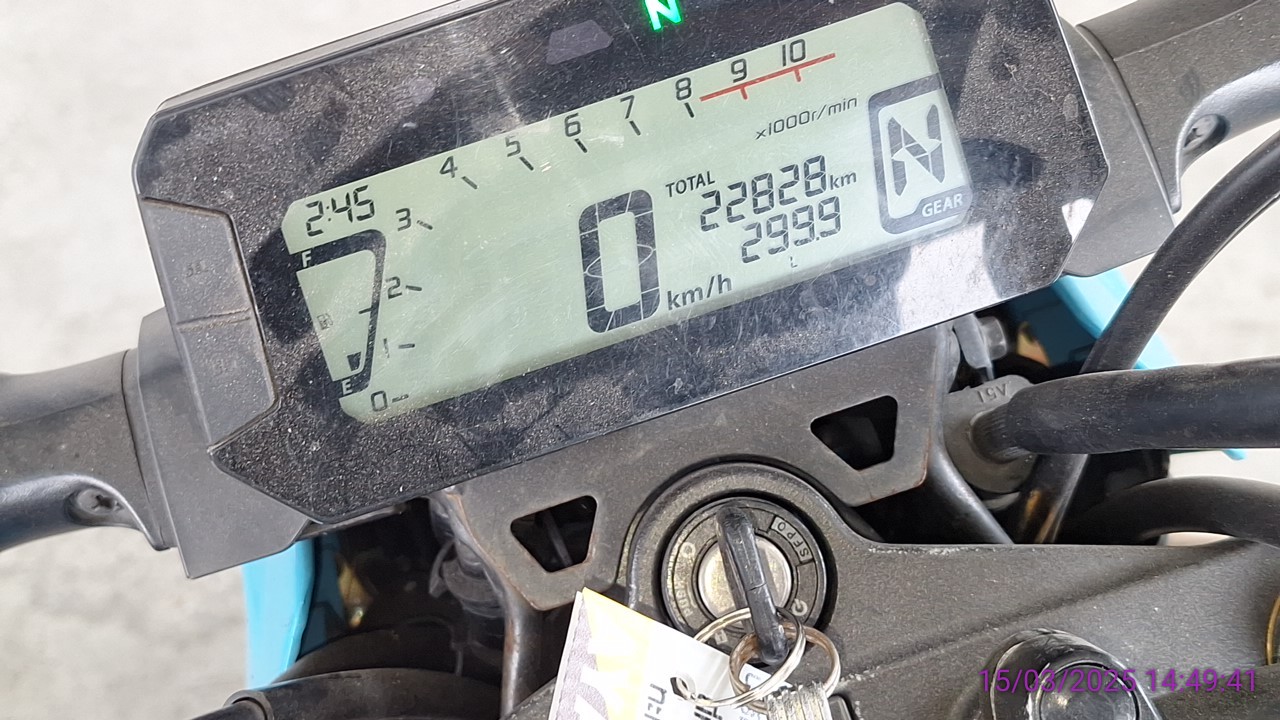 N
4 5 6 7 8 9 10
x1000r/min
2:45
3
F
TOTAL 22828km
299.9
N
GEAR
0 km/h
2
1
E
0
15/03/2025 14:49:41